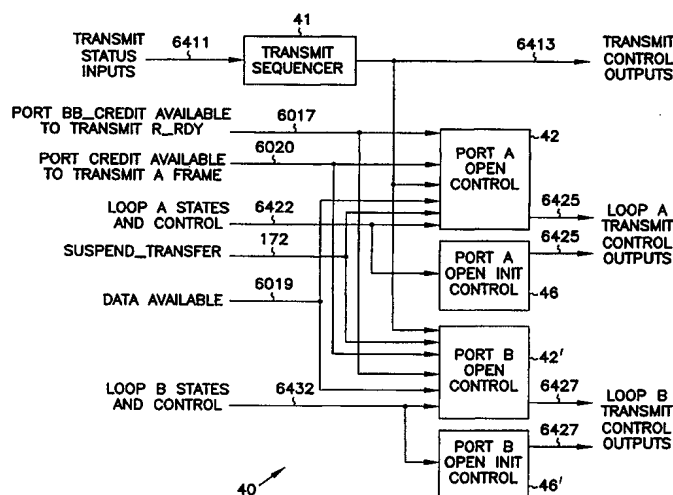 TRANSMIT
STATUS
INPUTS
6411
41
TRANSMIT
SEQUENCER
6413
TRANSMIT
CONTROL
OUTPUTS
PORT BB_CREDIT AVAILABLE
TO TRANSMIT R_RDY
6017
PORT CREDIT AVAILABLE
TO TRANSMIT A FRAME
6020
LOOP A STATES
AND CONTROL
6422
SUSPEND_TRANSFER
172
DATA AVAILABLE
6019
LOOP B STATES
AND CONTROL
6432
42
PORT A
OPEN
CONTROL
6425
6425
LOOP A
TRANSMIT
CONTROL
OUTPUTS
PORT A
OPEN INIT
CONTROL
46
PORT B
OPEN
CONTROL
42'
6427
6427
LOOP B
TRANSMIT
CONTROL
OUTPUTS
PORT B
OPEN INIT
CONTROL
46'
40